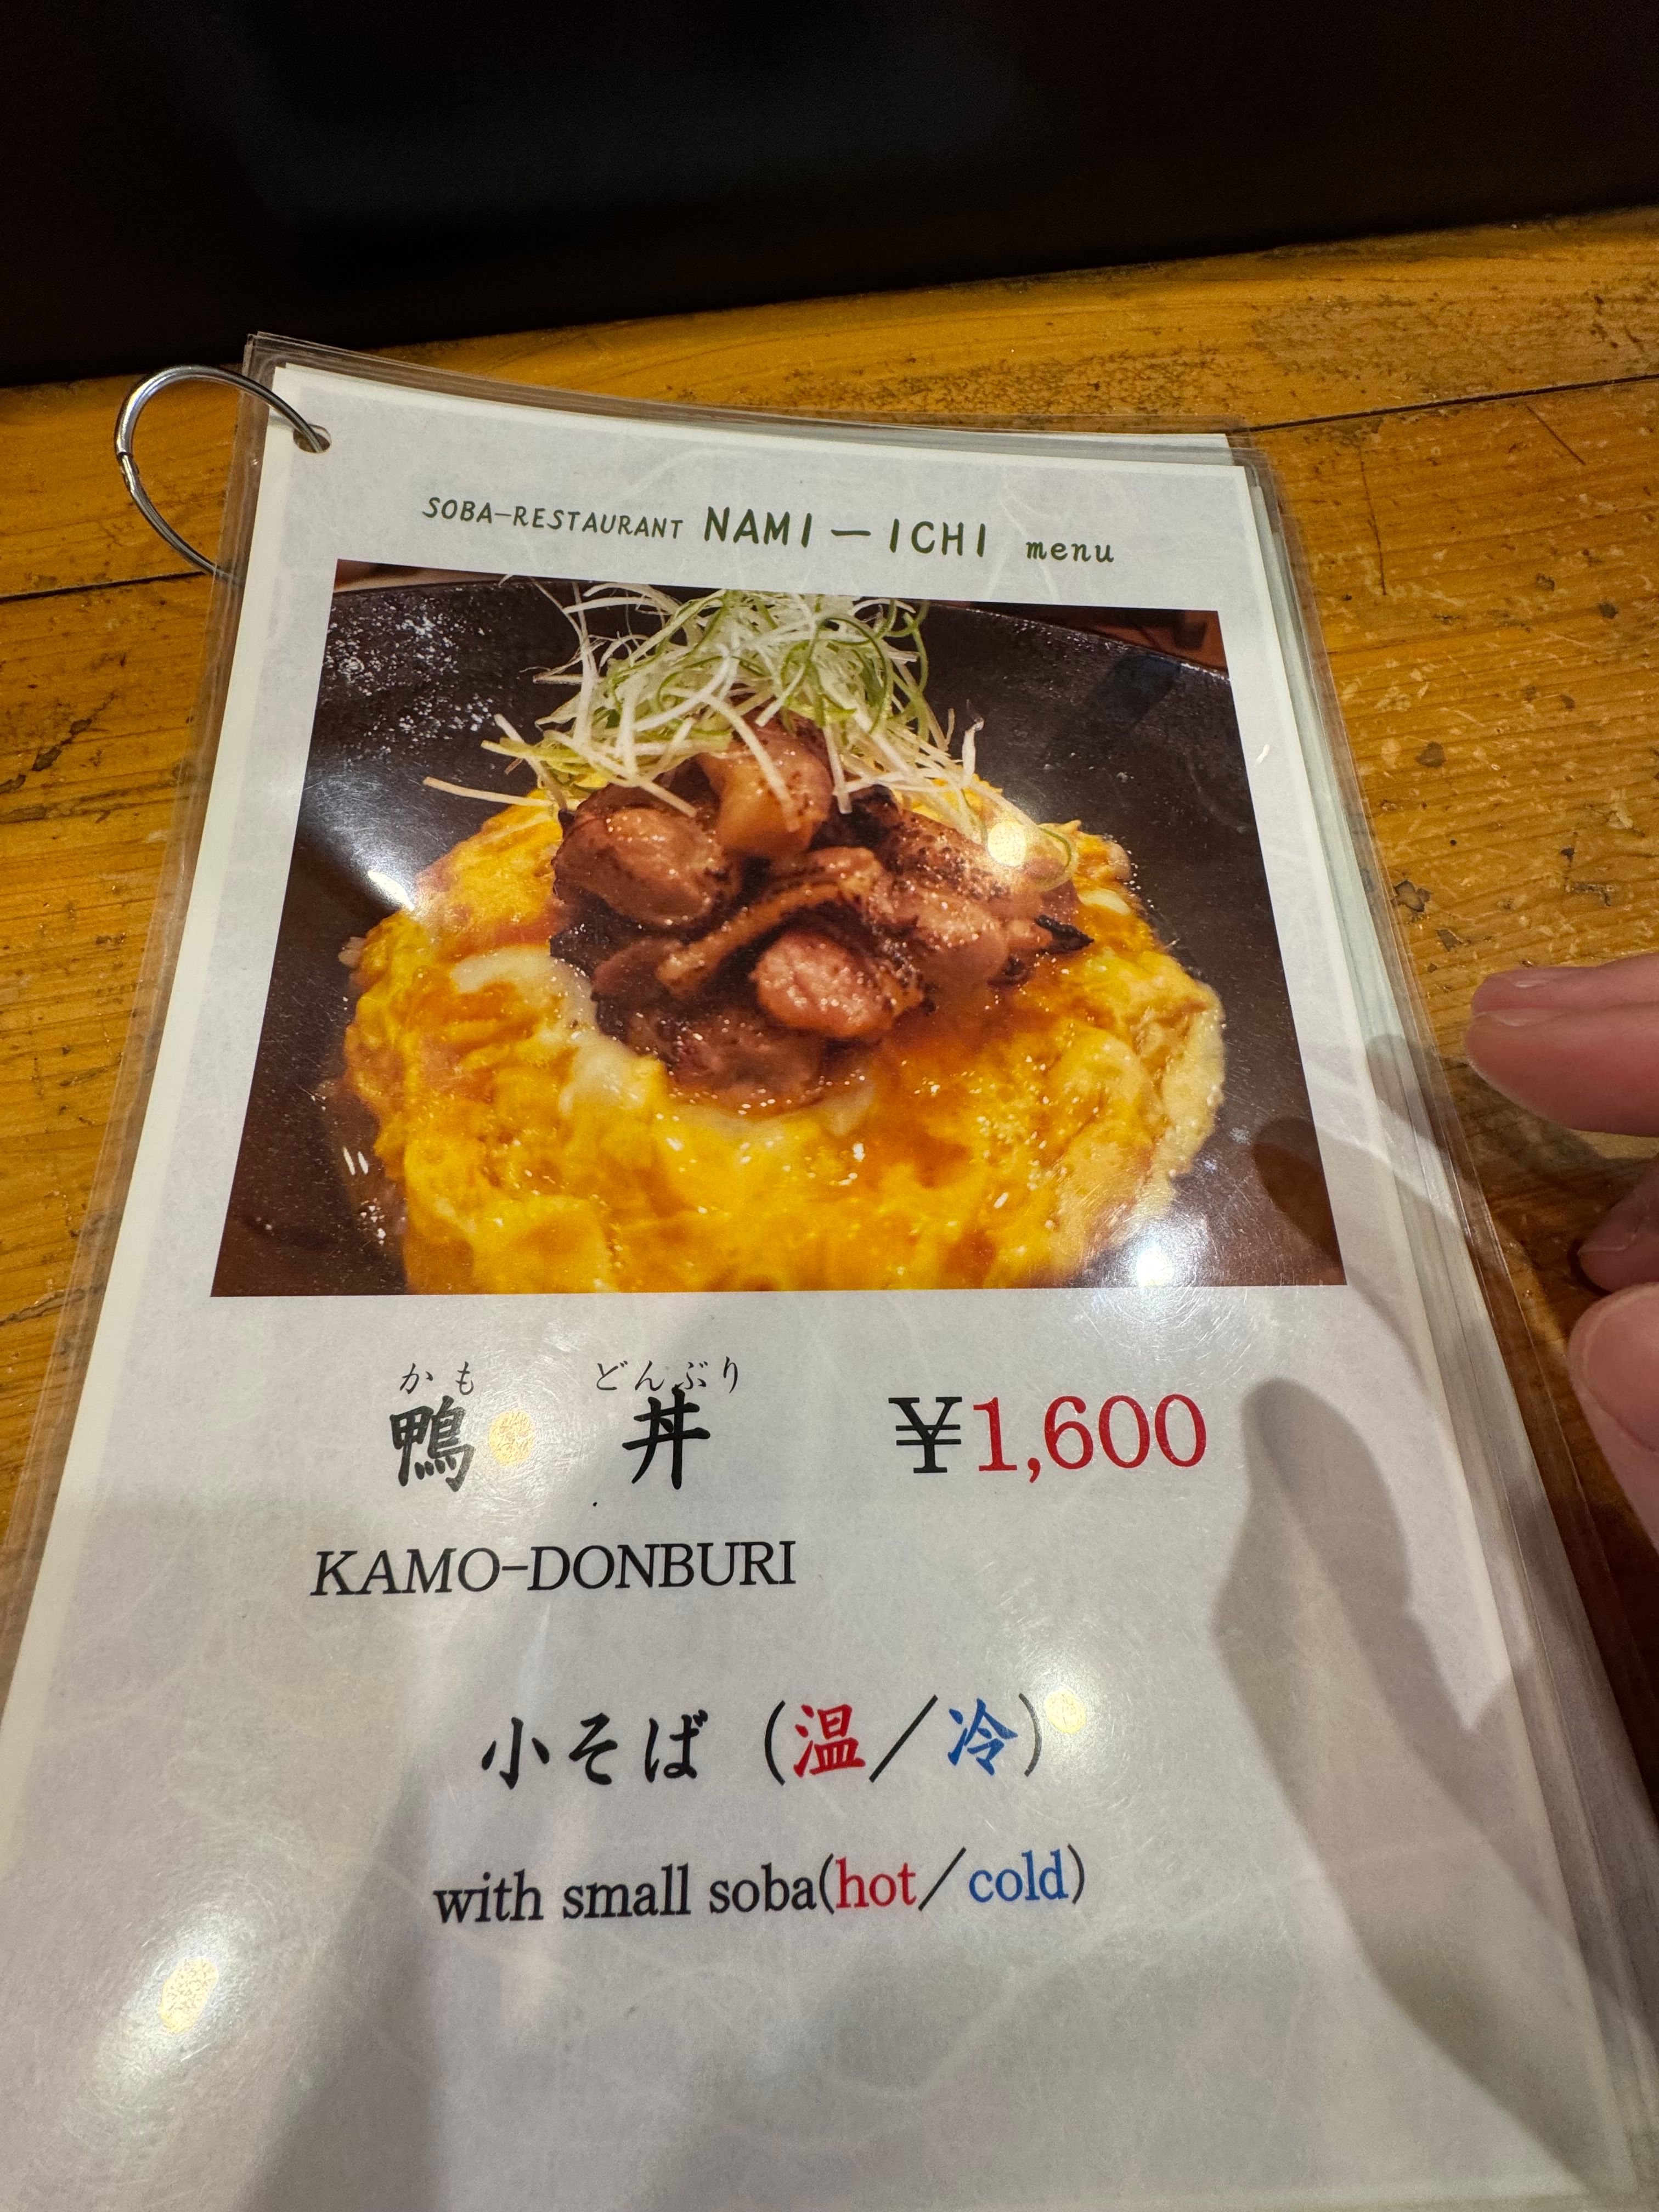 SOBA-RESTAURANT NAMI-ICHI menu
かも どんぶり
鴨 丼 ¥1,600
KAMO-DONBURI
小そば (温/冷)
with small soba(hot/cold)